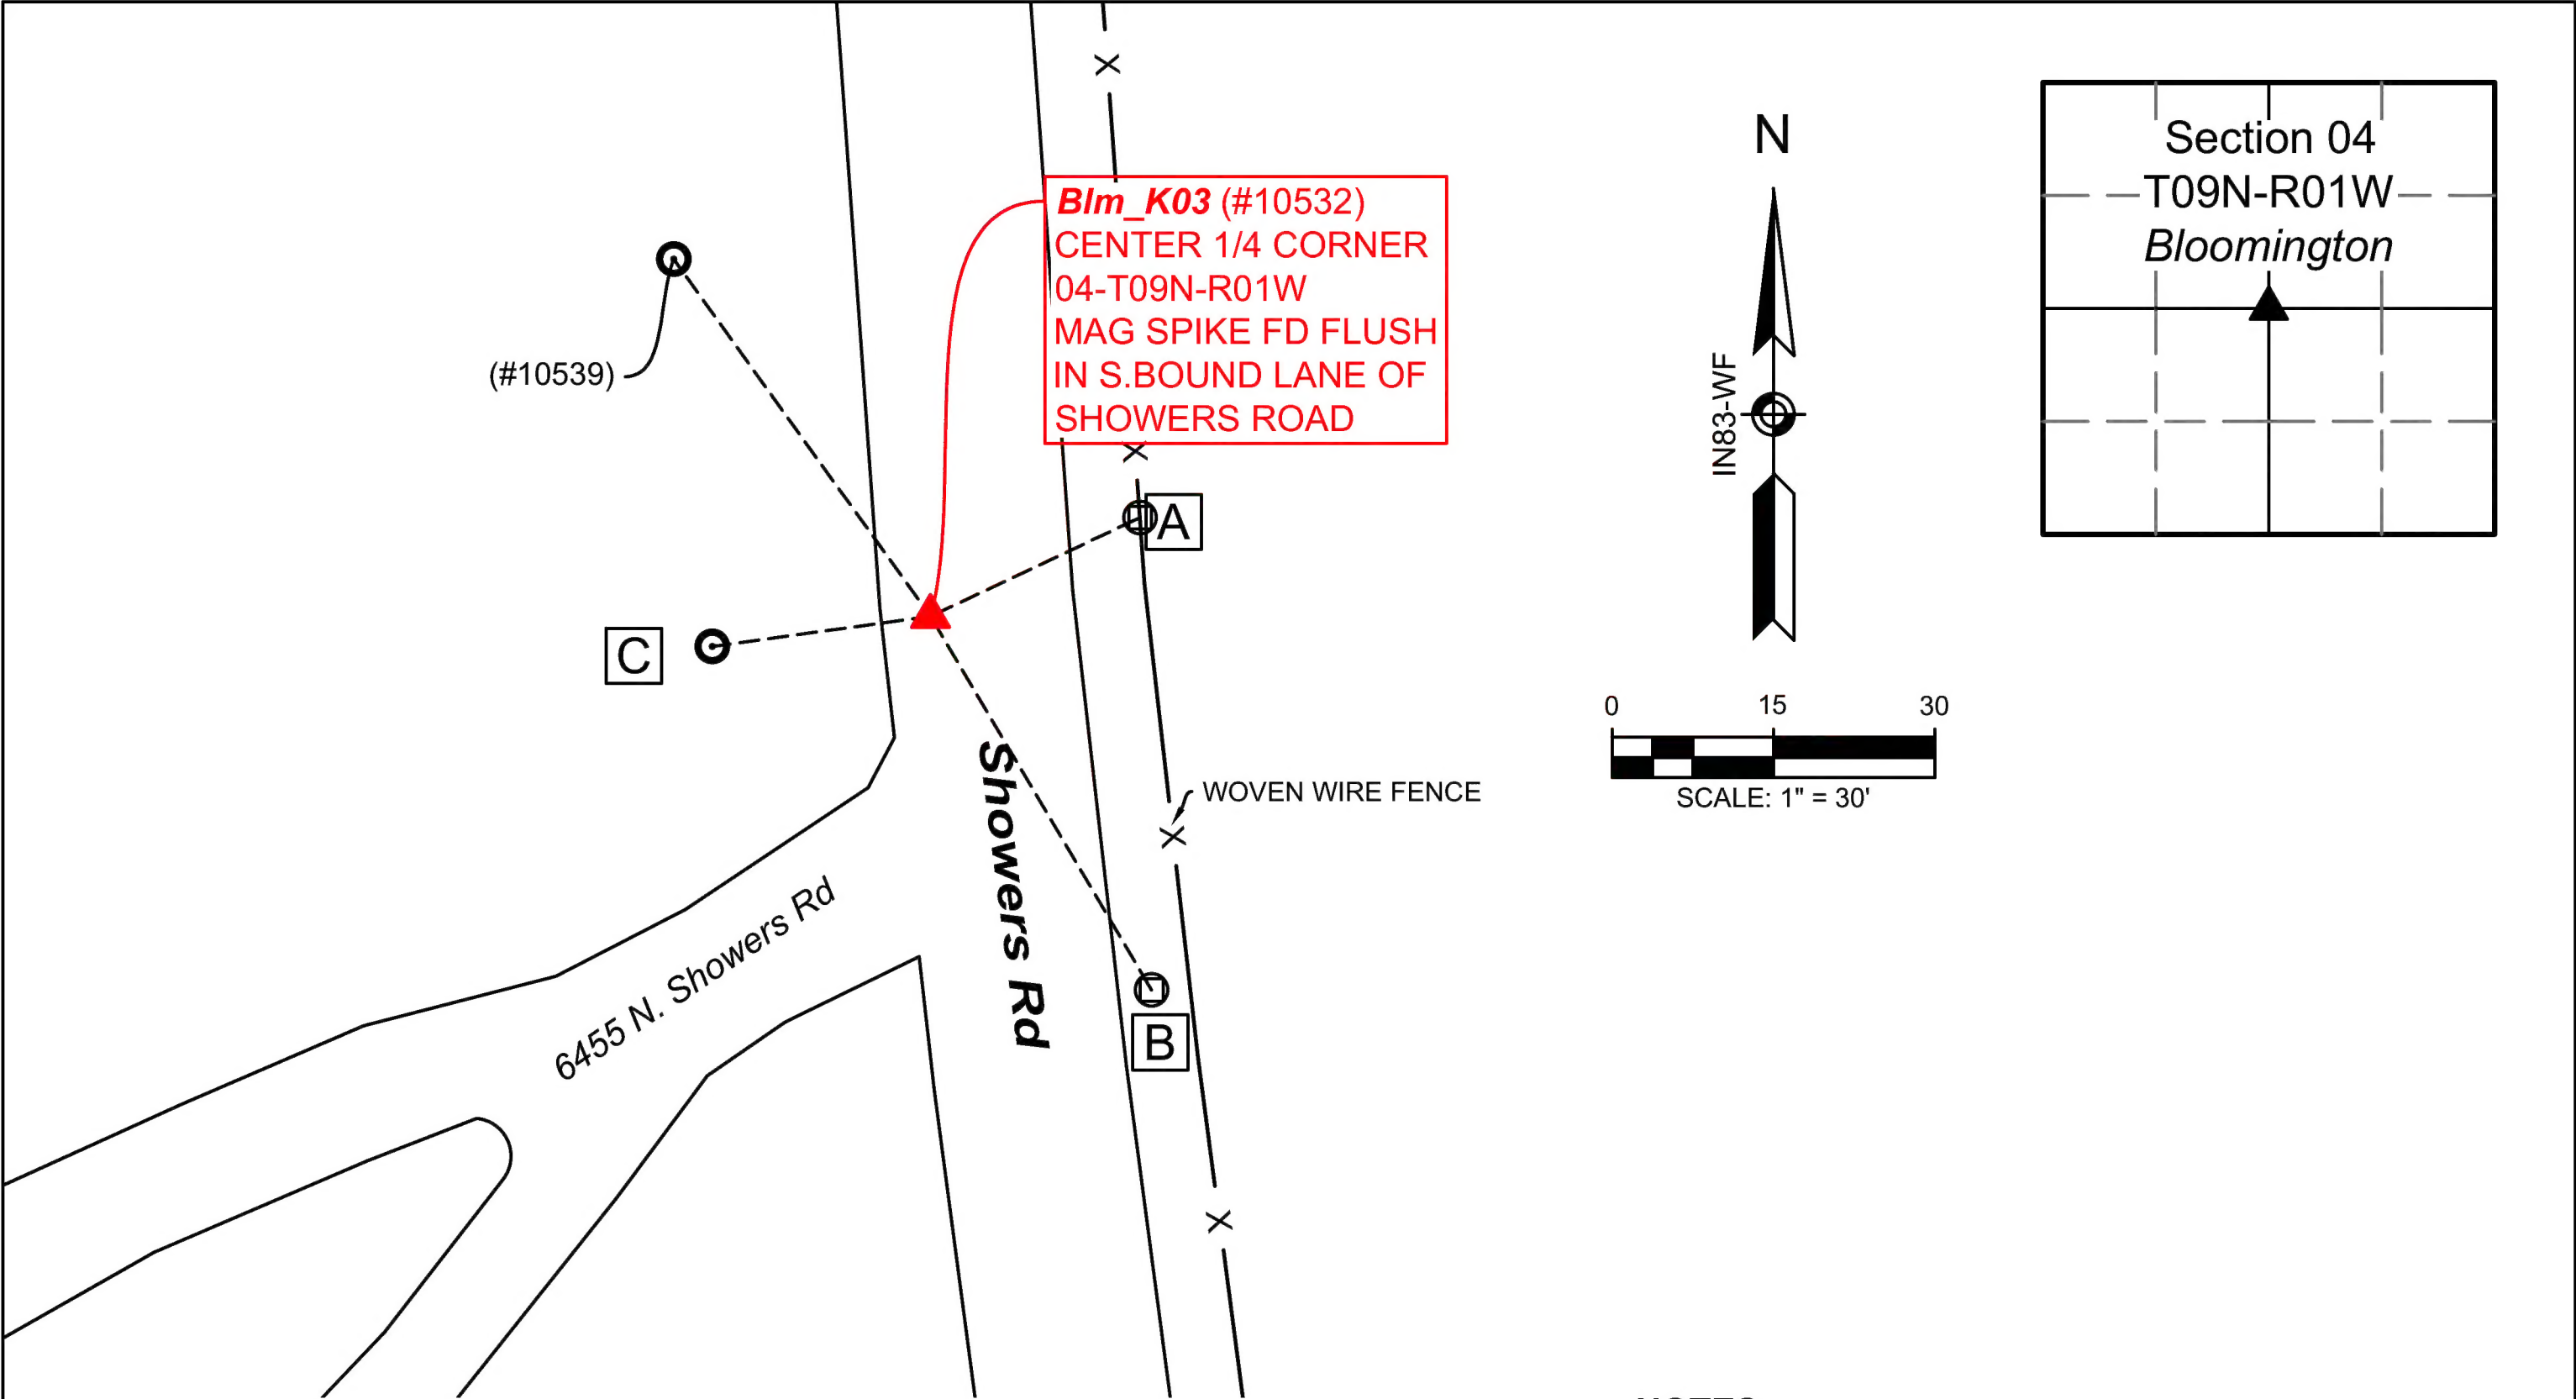 Blm_K03 (#10532)
CENTER 1/4 CORNER
04-T09N-R01W
MAG SPIKE FD FLUSH
IN S.BOUND LANE OF
SHOWERS ROAD
N
IN83-WF
Section 04
T09N-R01W
Bloomington
(#10539)
A
C
B
0 15 30
SCALE: 1" = 30'
WOVEN WIRE FENCE
Showers Rd
6455 N. Showers Rd
X
X
X
X